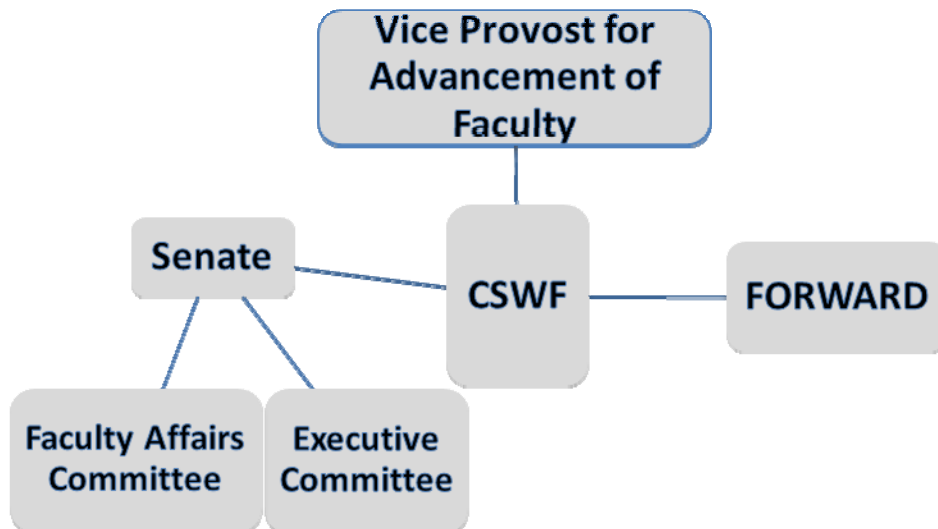 Vice Provost for
Advancement of
Faculty
Senate
CSWF
FORWARD
Faculty Affairs
Committee
Executive
Committee